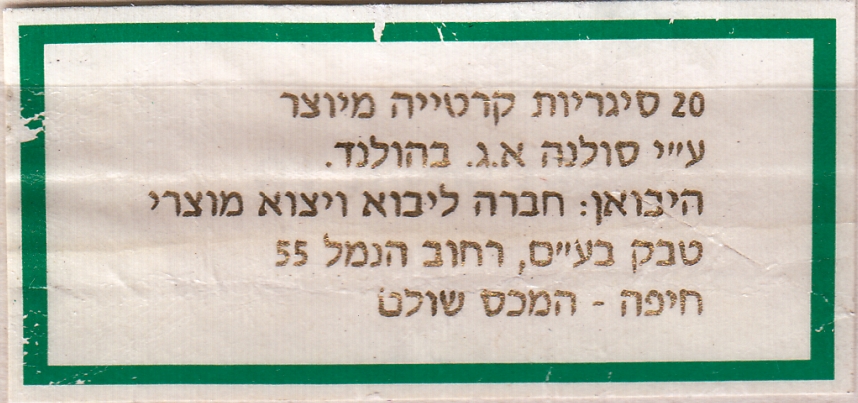 20 סיגריות קרטייה מיוצר
ע״י סולנה א.ג. בהולנד.
היבואן: חברה ליבוא ויצוא מוצרי
טבק בע״ם, רחוב הנמל 55
חיפה - המכס שולם